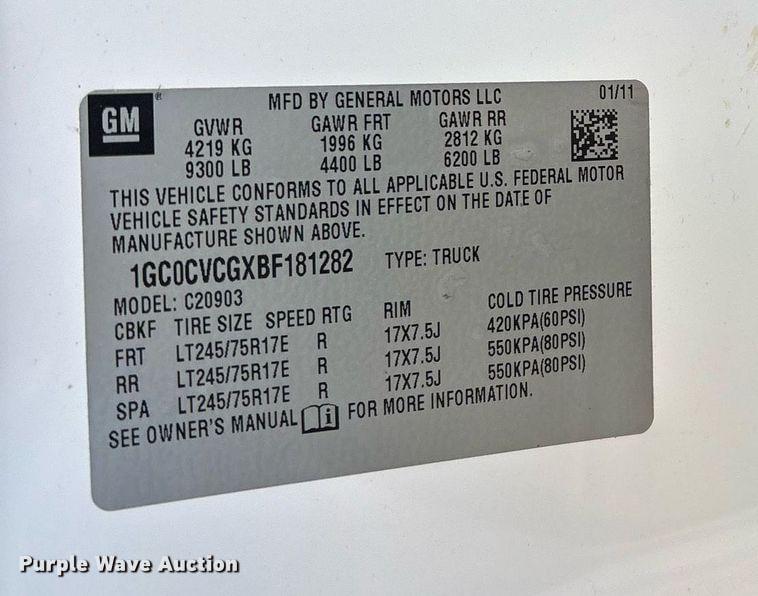 GM
®
MFD BY GENERAL MOTORS LLC 01/11
GVWR GAWR FRT GAWR RR
4219 KG 1996 KG 2812 KG
9300 LB 4400 LB 6200 LB
THIS VEHICLE CONFORMS TO ALL APPLICABLE U.S. FEDERAL MOTOR
VEHICLE SAFETY STANDARDS IN EFFECT ON THE DATE OF
MANUFACTURE SHOWN ABOVE.
1GC0CVCGXBF181282 TYPE: TRUCK
MODEL: C20903
CBKF TIRE SIZE SPEED RTG RIM COLD TIRE PRESSURE
FRT LT245/75R17E R 17X7.5J 420KPA(60PSI)
RR LT245/75R17E R 17X7.5J 550KPA(80PSI)
SPA LT245/75R17E R 17X7.5J 550KPA(80PSI)
SEE OWNER'S MANUAL i FOR MORE INFORMATION.
Purple Wave Auction